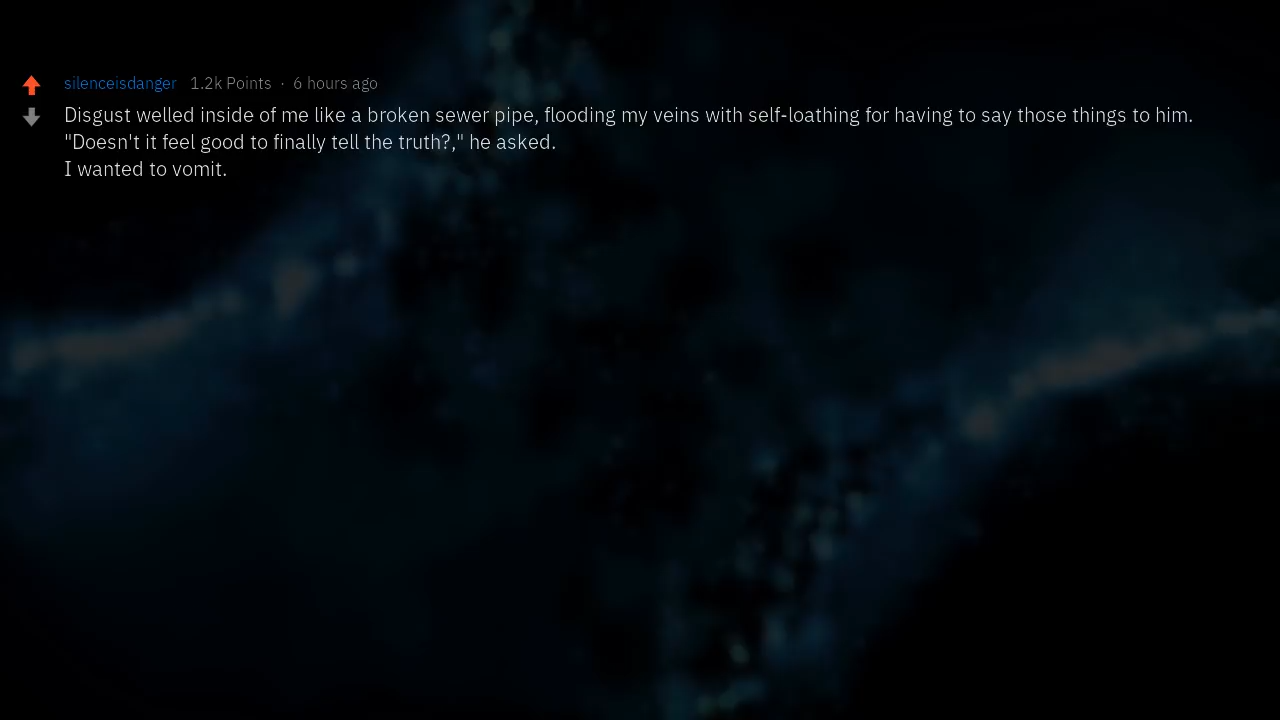 silenceisdanger 1.2k Points · 6 hours ago
Disgust welled inside of me like a broken sewer pipe, flooding my veins with self-loathing for having to say those things to him.
"Doesn't it feel good to finally tell the truth?," he asked.
I wanted to vomit.